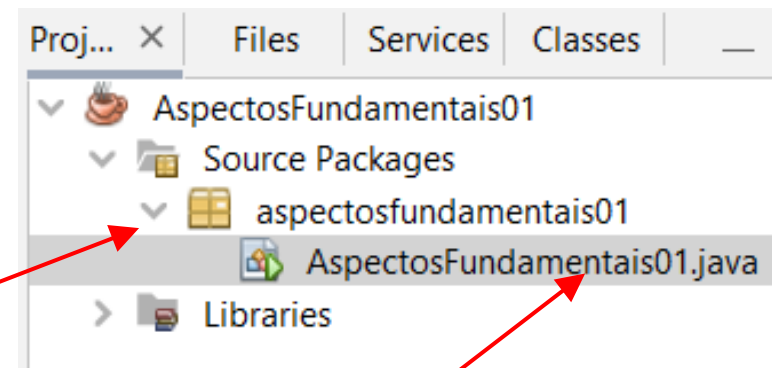 Proj... × Files Services Classes
AspectosFundamentais01
Source Packages
aspectosfundamentais01
AspectosFundamentais01.java
Libraries